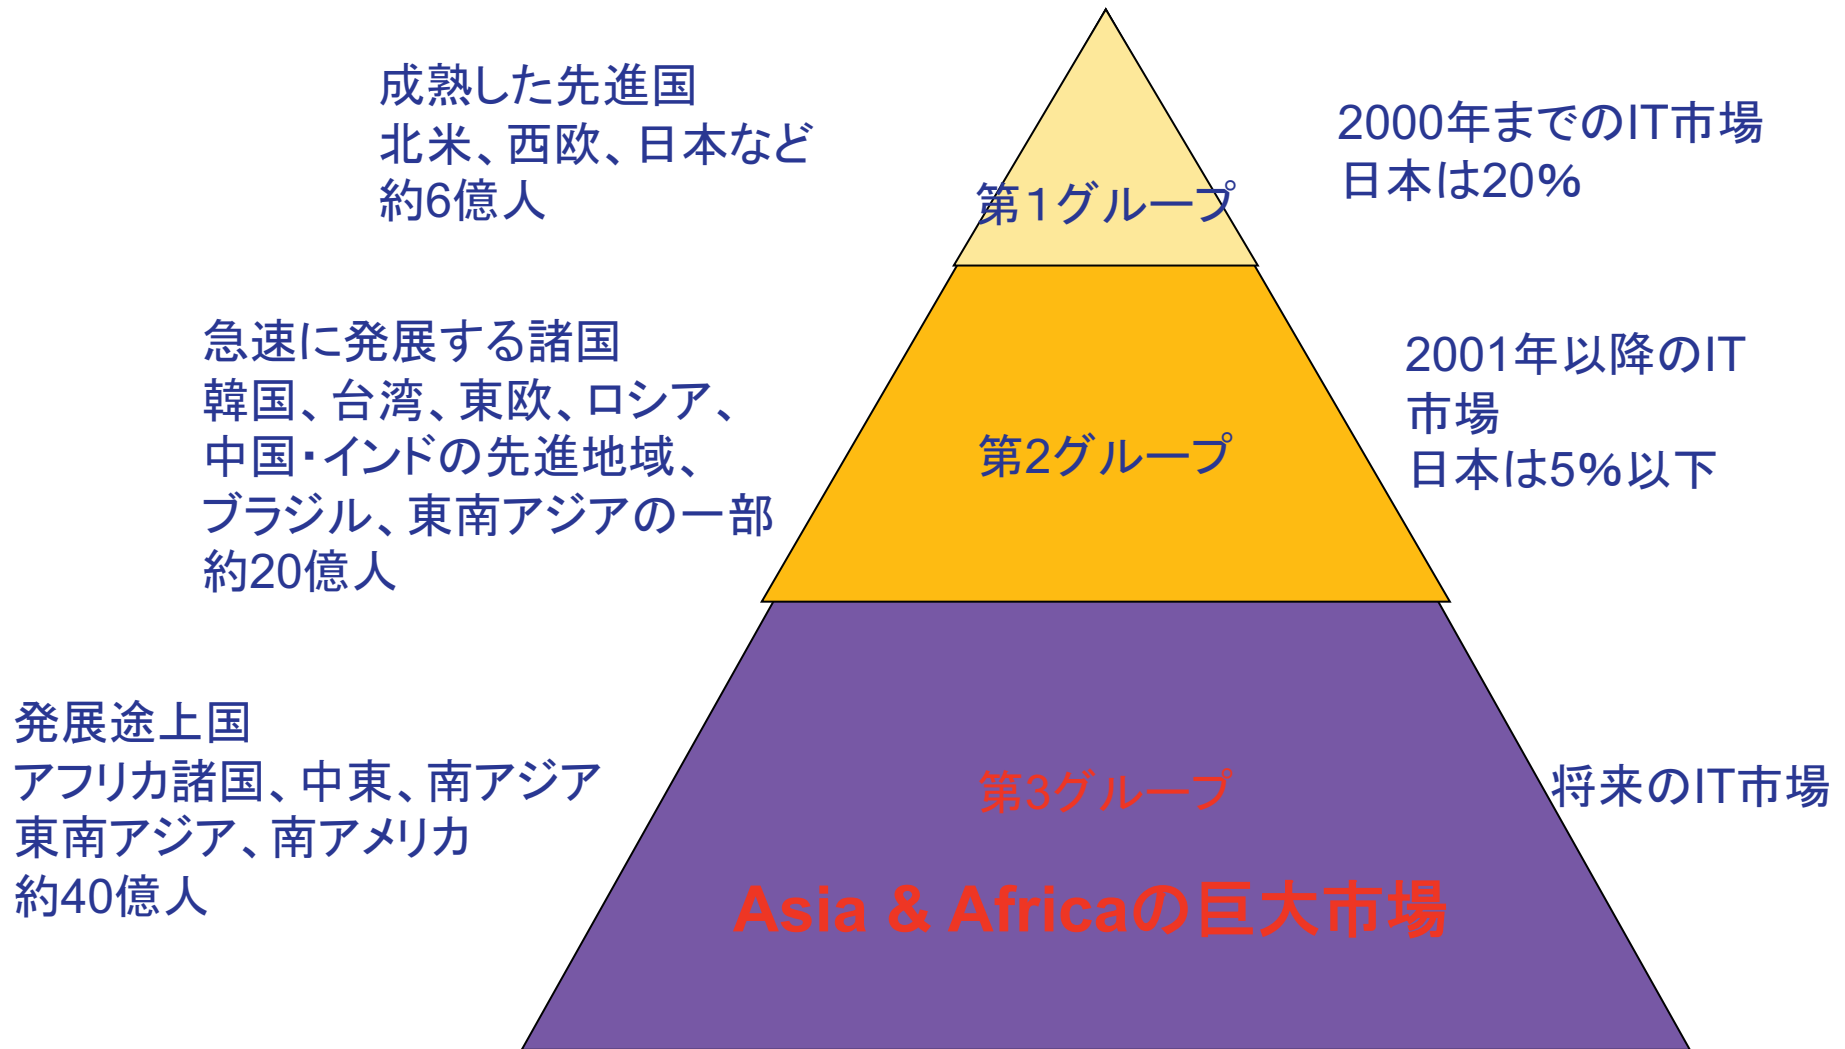 成熟した先進国
北米、西欧、日本など
約6億人
第1グループ
2000年までのIT市場
日本は20%
急速に発展する諸国
韓国、台湾、東欧、ロシア、
中国・インドの先進地域、
ブラジル、東南アジアの一部
約20億人
第2グループ
2001年以降のIT
市場
日本は5%以下
発展途上国
アフリカ諸国、中東、南アジア
東南アジア、南アメリカ
約40億人
第3グループ
Asia & Africaの巨大市場
将来のIT市場